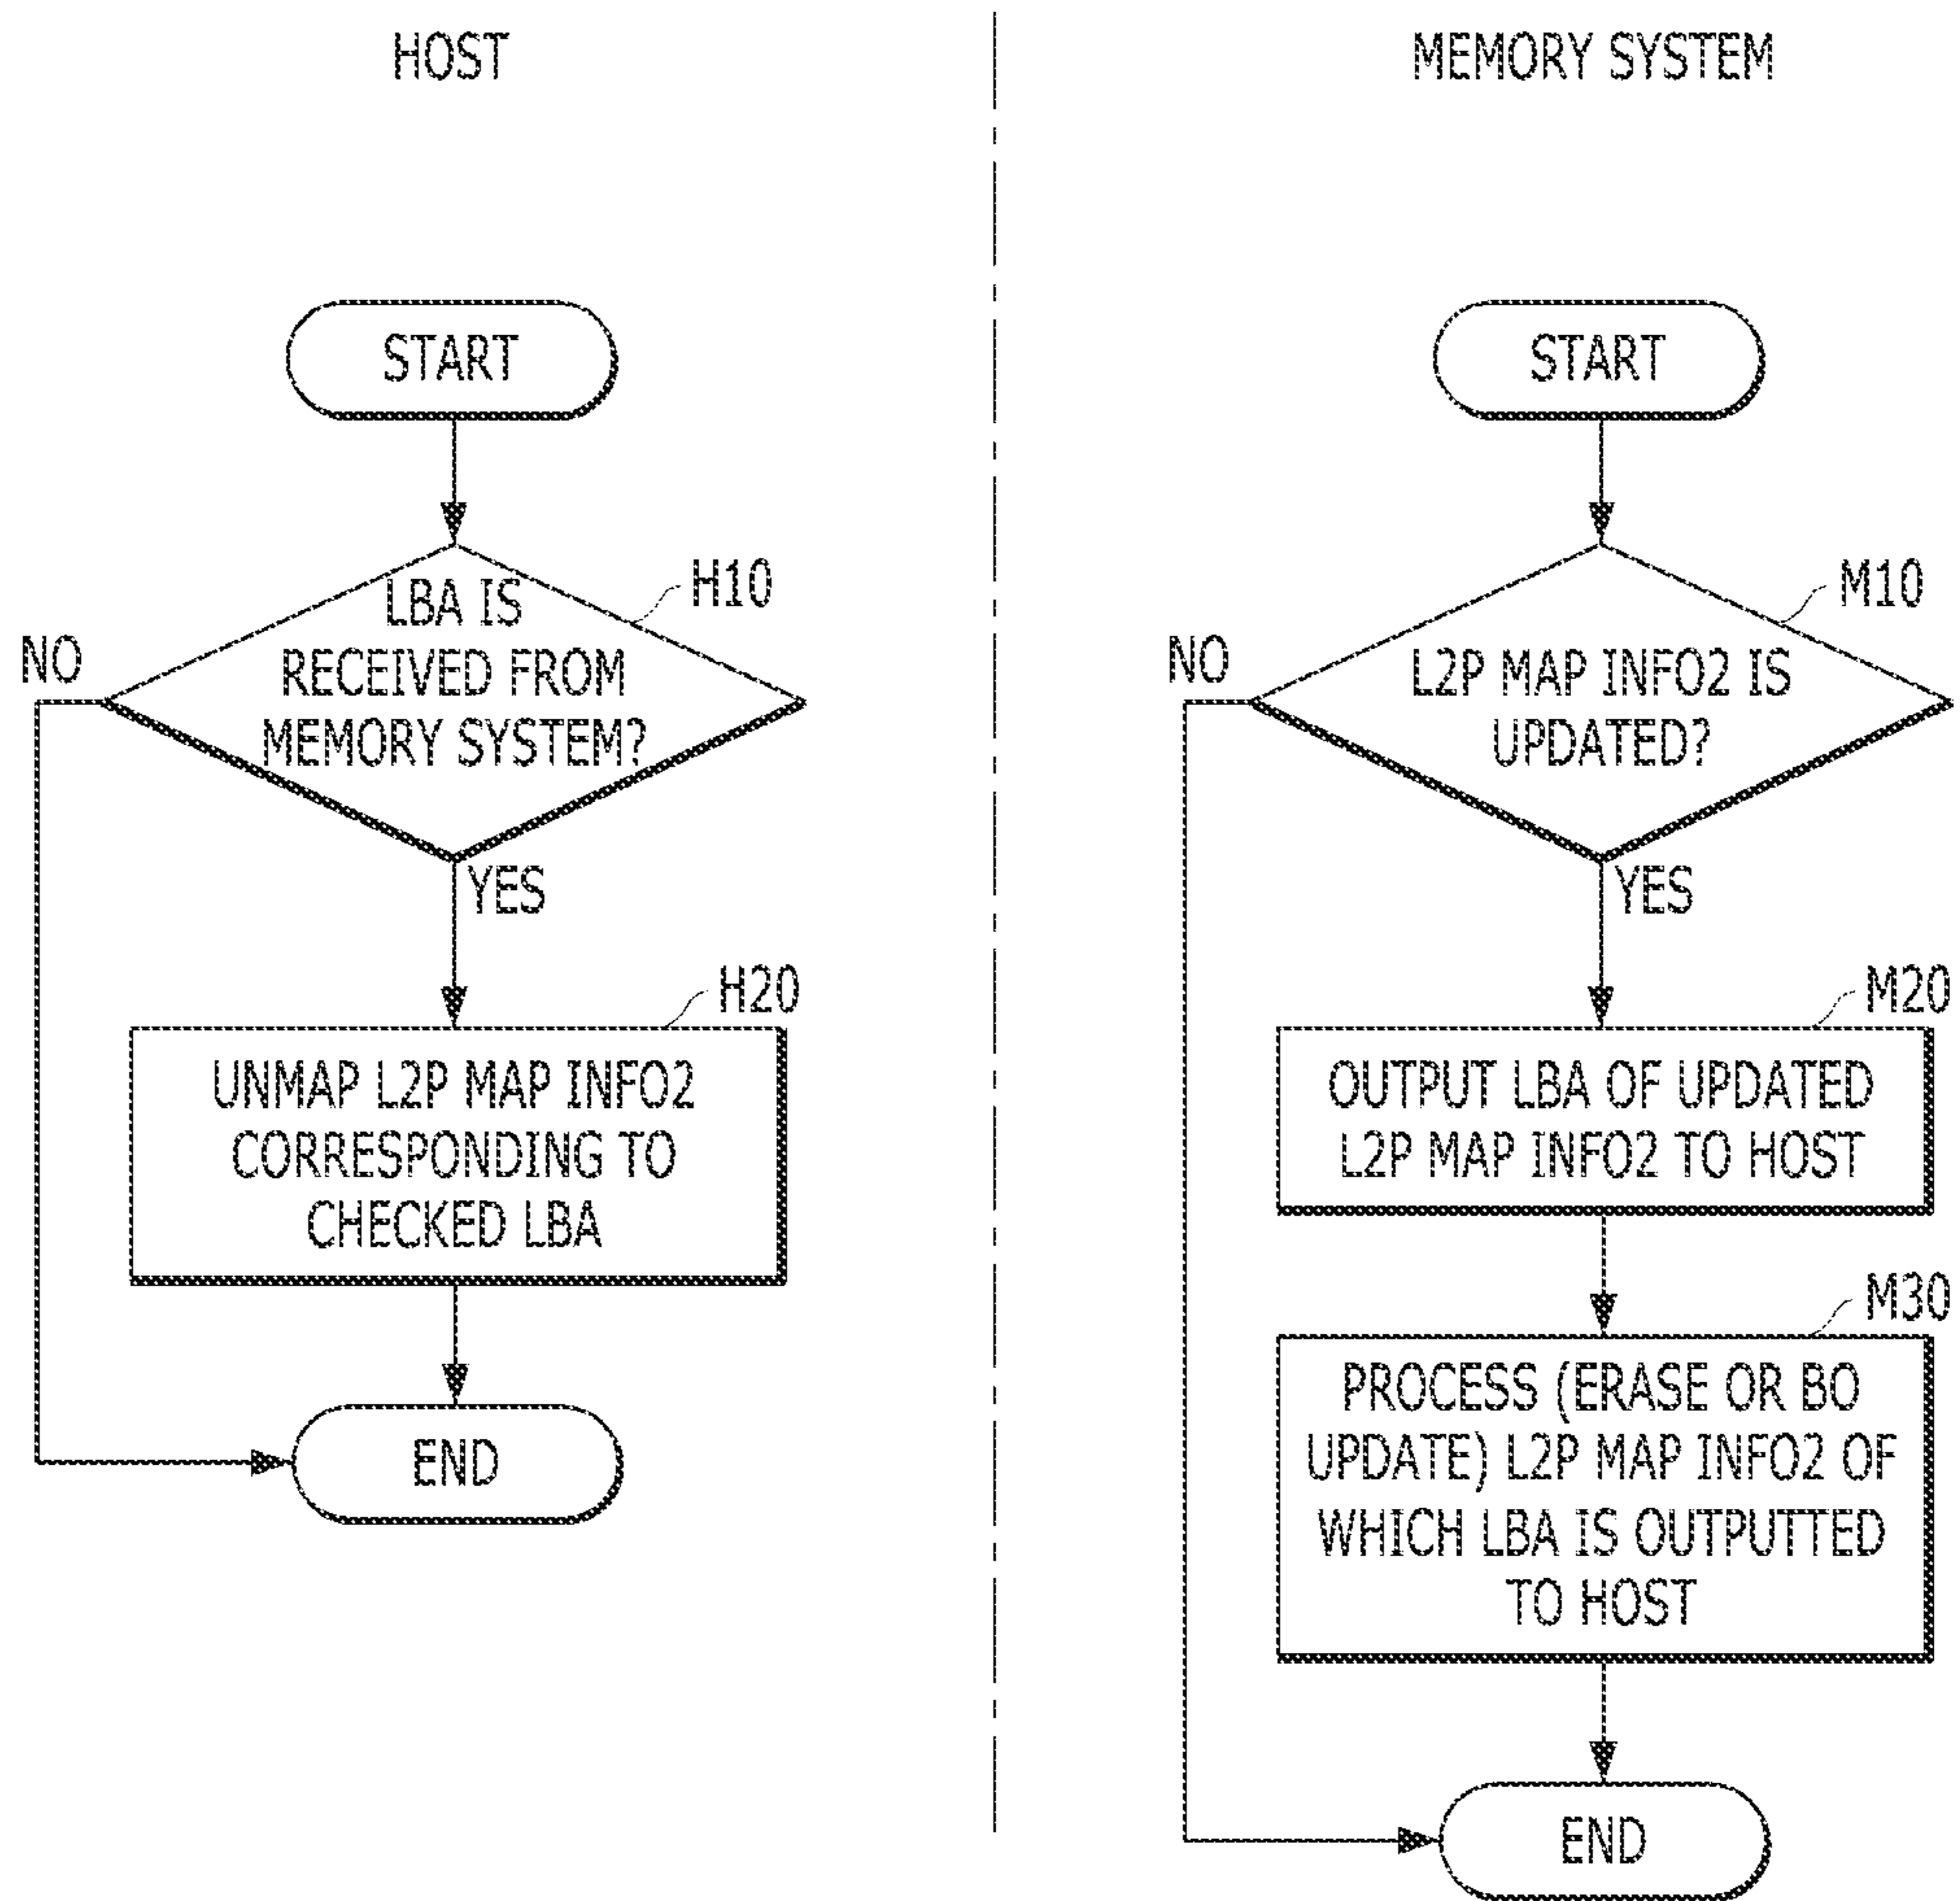 HOST
START
LBA IS
RECEIVED FROM
MEMORY SYSTEM?
H10
NO
YES
H20
UNMAP L2P MAP INFO2
CORRESPONDING TO
CHECKED LBA
END
MEMORY SYSTEM
START
L2P MAP INFO2 IS
UPDATED?
M10
NO
YES
M20
OUTPUT LBA OF UPDATED
L2P MAP INFO2 TO HOST
M30
PROCESS (ERASE OR BO
UPDATE) L2P MAP INFO2 OF
WHICH LBA IS OUTPUTTED
TO HOST
END